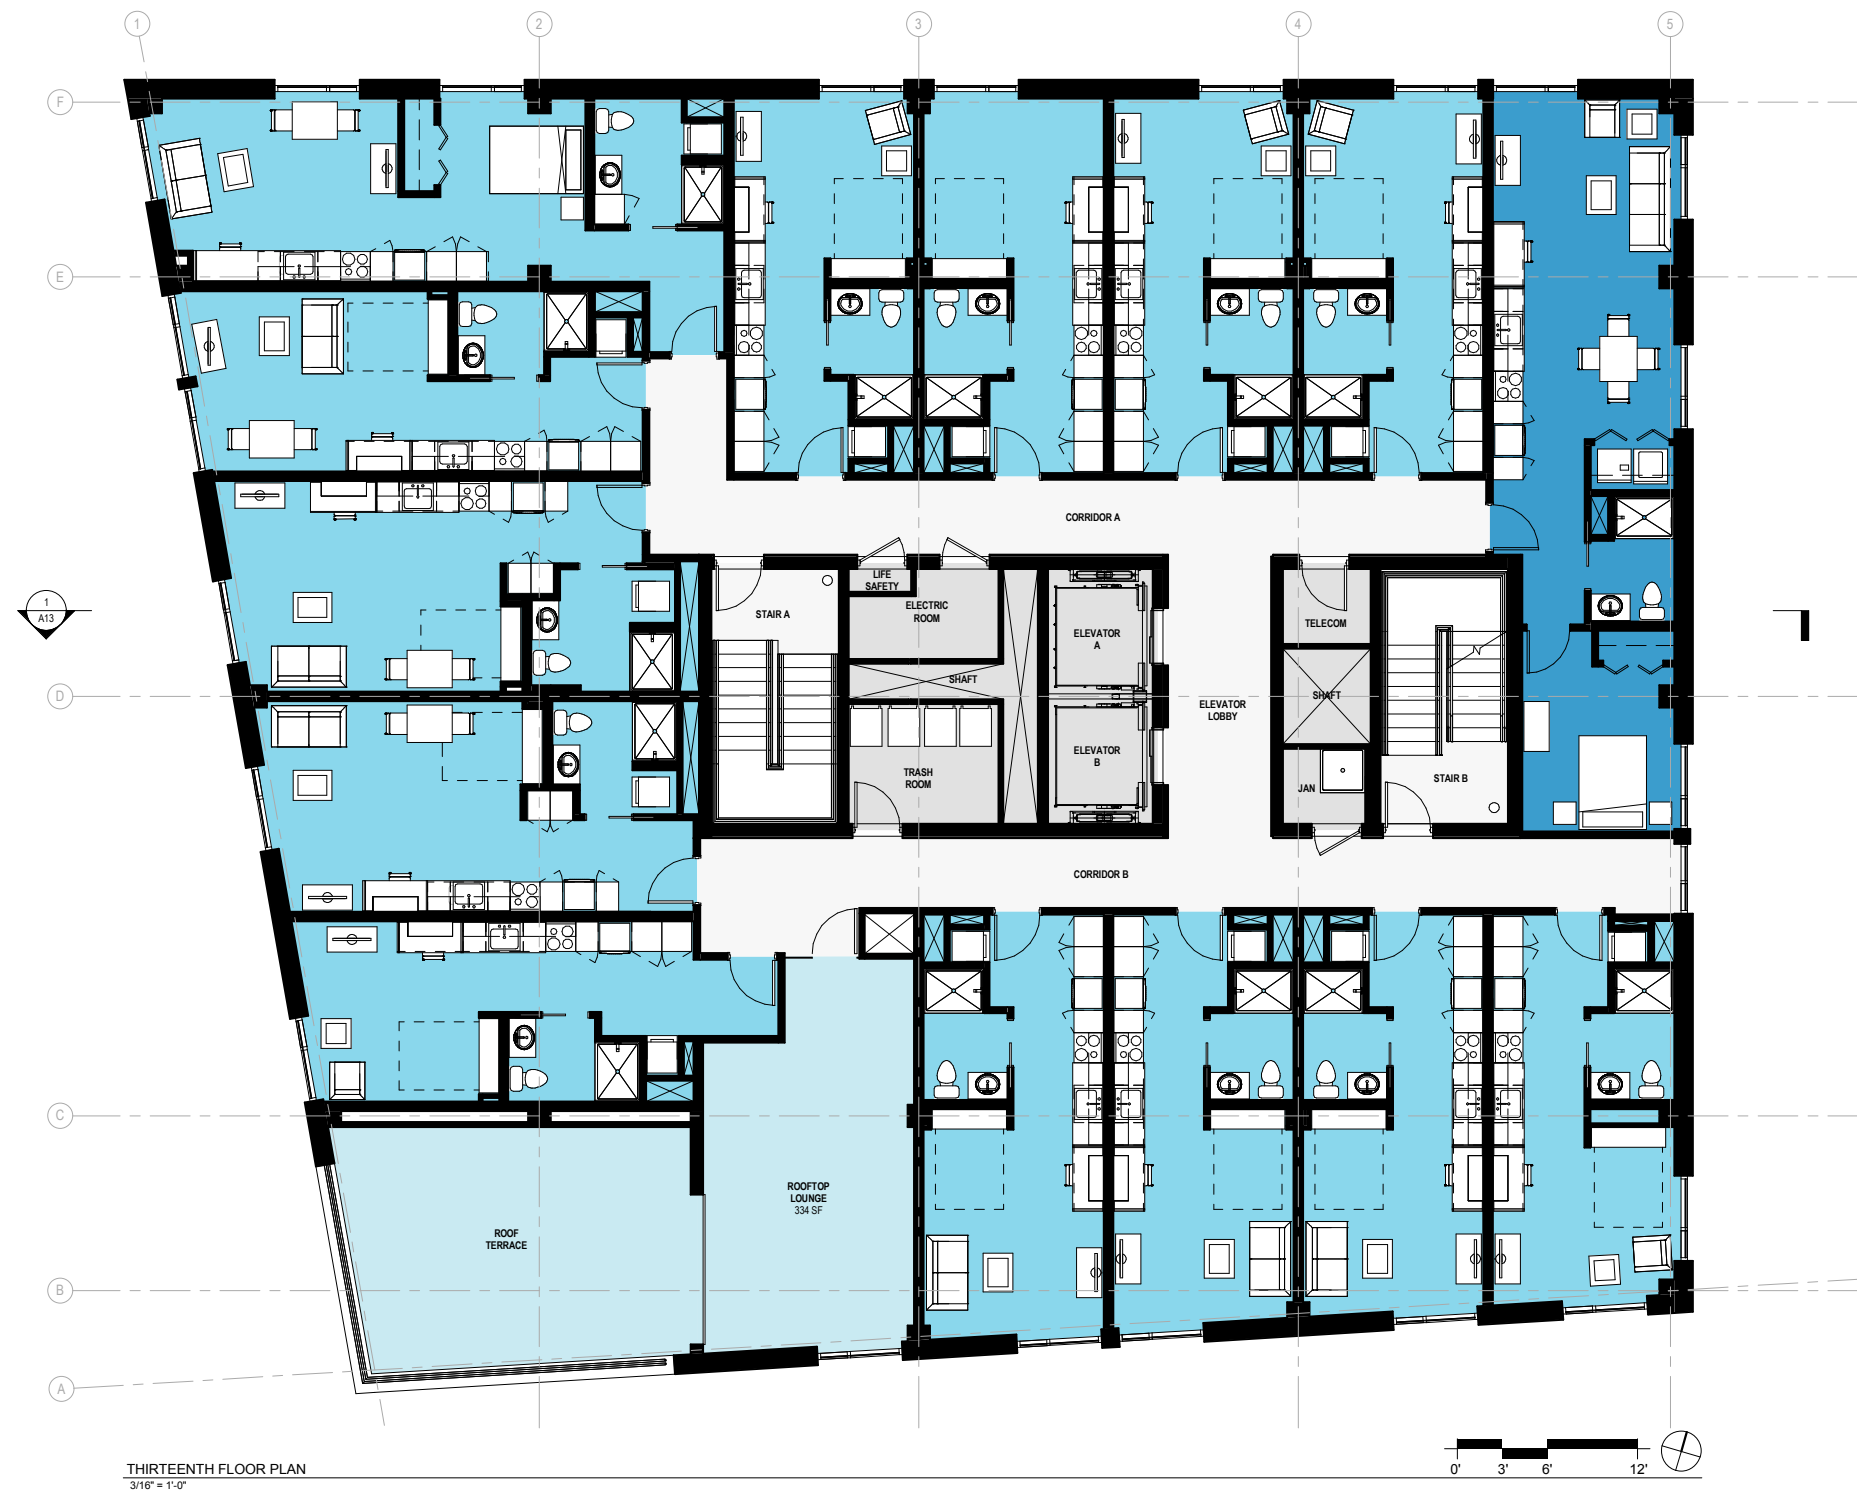 1
2
3
4
5
F
E
D
C
B
A
CORRIDOR A
LIFE
SAFETY
STAIR A
ELECTRIC
ROOM
ELEVATOR
A
TELECOM
1
A13
SHAFT
SHAFT
ELEVATOR
LOBBY
ELEVATOR
B
TRASH
ROOM
STAIR B
JAN
CORRIDOR B
ROOFTOP
LOUNGE
334 SF
ROOF
TERRACE
THIRTEENTH FLOOR PLAN
3/16" = 1'-0"
0'
3'
6'
12'